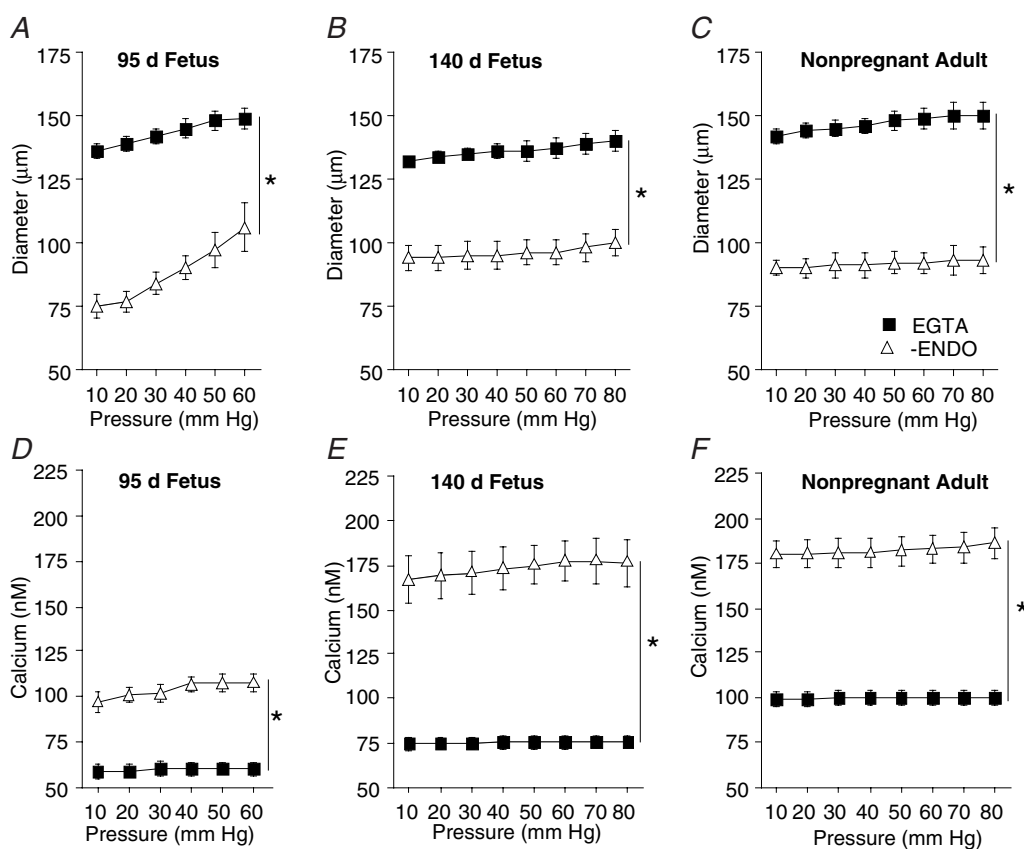 A
95 d Fetus
175
150
125
100
75
50
Diameter (μm)
*
10 20 30 40 50 60
Pressure (mm Hg)
B
140 d Fetus
175
150
125
100
75
50
Diameter (μm)
*
10 20 30 40 50 60 70 80
Pressure (mm Hg)
C
Nonpregnant Adult
175
150
125
100
75
50
Diameter (μm)
*
EGTA
-ENDO
10 20 30 40 50 60 70 80
Pressure (mm Hg)
D
95 d Fetus
225
200
175
150
125
100
75
50
Calcium (nM)
*
10 20 30 40 50 60
Pressure (mm Hg)
E
140 d Fetus
225
200
175
150
125
100
75
50
Calcium (nM)
*
10 20 30 40 50 60 70 80
Pressure (mm Hg)
F
Nonpregnant Adult
225
200
175
150
125
100
75
50
Calcium (nM)
*
10 20 30 40 50 60 70 80
Pressure (mm Hg)